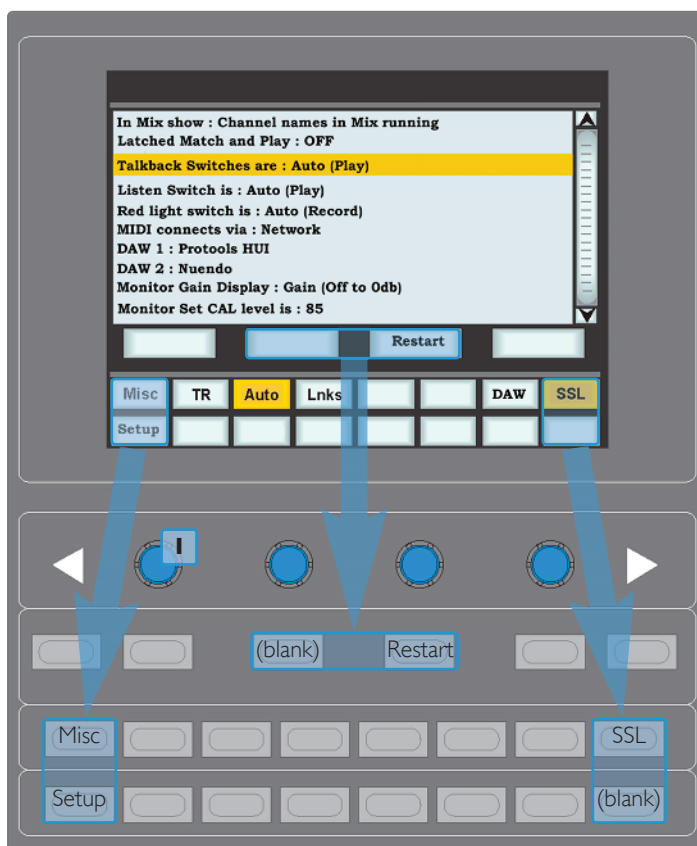 In Mix show : Channel names in Mix running
Latched Match and Play : OFF
Talkback Switches are : Auto (Play)
Listen Switch is : Auto (Play)
Red light switch is : Auto (Record)
MIDI connects via : Network
DAW 1 : Protools HUI
DAW 2 : Nuendo
Monitor Gain Display : Gain (Off to 0db)
Monitor Set CAL level is : 85
Restart
Misc TR Auto Lnks DAW SSL
Setup
I
(blank) Restart
Misc SSL
Setup (blank)